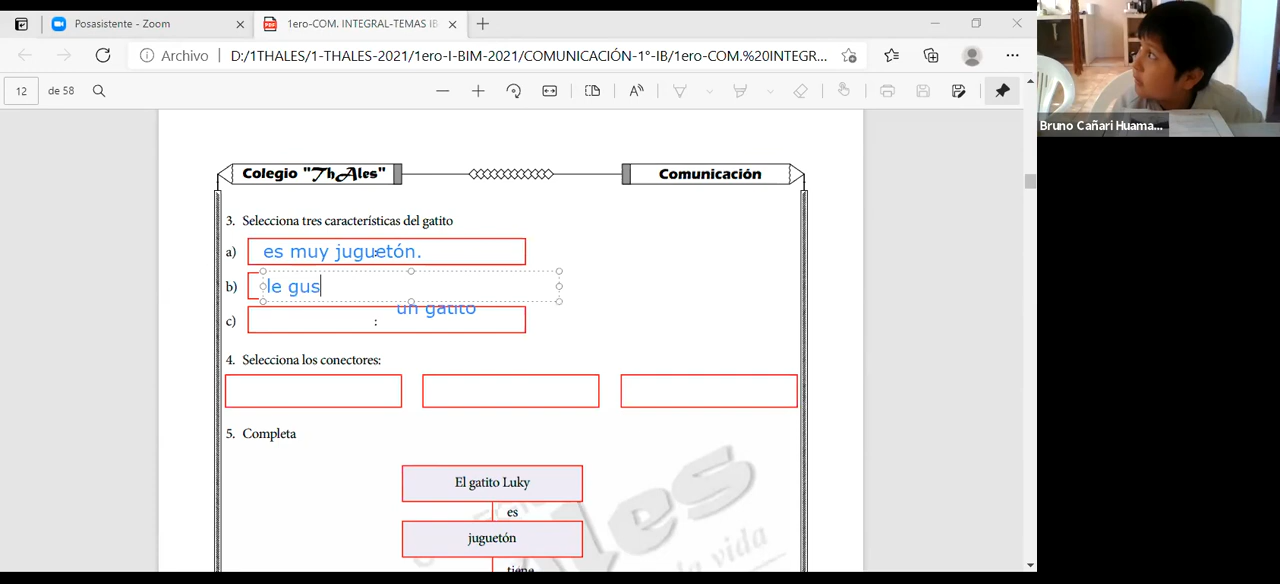 Posasistente - Zoom
1ero-COM. INTEGRAL-TEMAS IB
Archivo
D:/1THALES/1-THALES-2021/1ero-I-BIM-2021/COMUNICACIÓN-1°-IB/1ero-COM.%20INTEGR...
12 de 58
Bruno Cañari Huama...
Colegio "ThAles"
Comunicación
3. Selecciona tres características del gatito
a) es muy juguetón.
b) le gus
un gatito
c) :
4. Selecciona los conectores:
5. Completa
El gatito Luky
es
juguetón
tiene